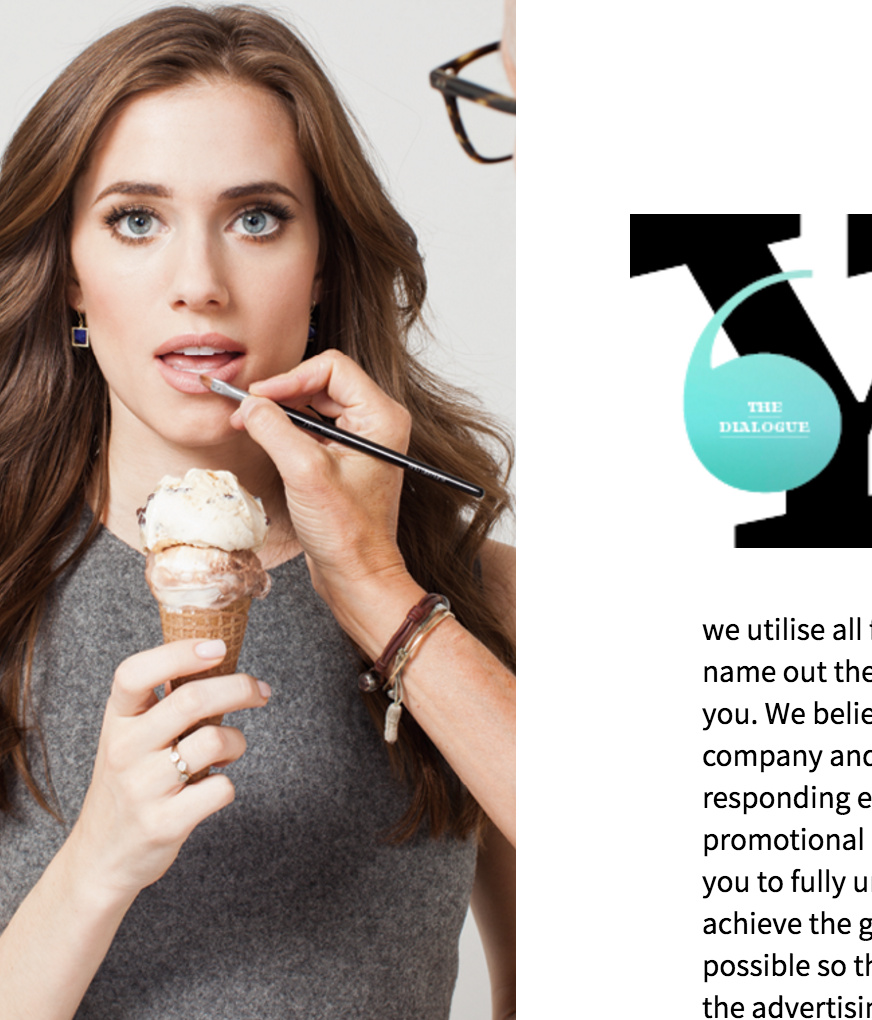 THE
DIALOGUE
we utilise all
name out the
you. We belie
company and
responding e
promotional
you to fully u
achieve the g
possible so th
the advertisin